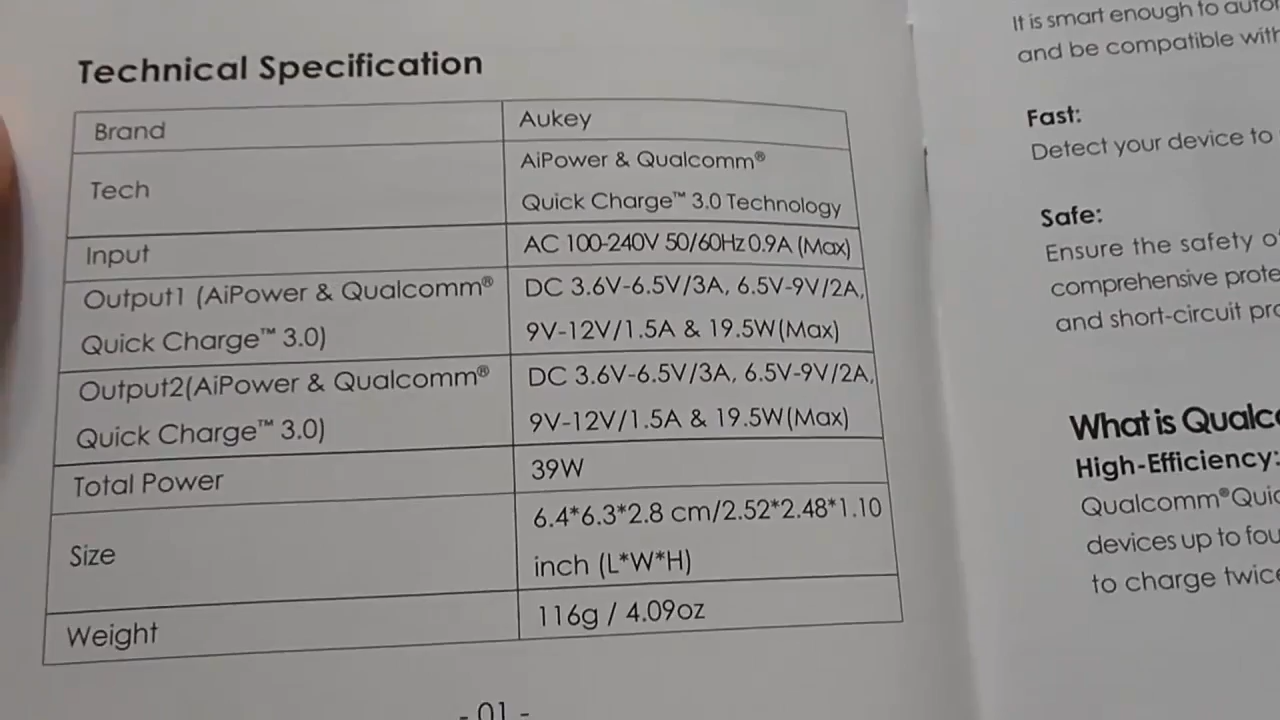 Technical Specification
Brand
Aukey
Tech
AiPower & Qualcomm®
Quick Charge™ 3.0 Technology
Input
AC 100-240V 50/60Hz 0.9A (Max)
Output1 (AiPower & Qualcomm®
Quick Charge™ 3.0)
DC 3.6V-6.5V/3A, 6.5V-9V/2A,
9V-12V/1.5A & 19.5W(Max)
Output2(AiPower & Qualcomm®
Quick Charge™ 3.0)
DC 3.6V-6.5V/3A, 6.5V-9V/2A,
9V-12V/1.5A & 19.5W(Max)
Total Power
39W
Size
6.4*6.3*2.8 cm/2.52*2.48*1.10
inch (L*W*H)
Weight
116g / 4.09oz
- 01 -
It is smart enough to
and be compatible with
Fast:
Detect your device to
Safe:
Ensure the safety
comprehensive
and short-circuit
What is
High-Efficiency:
Qualcomm®
devices up to
to charge twice